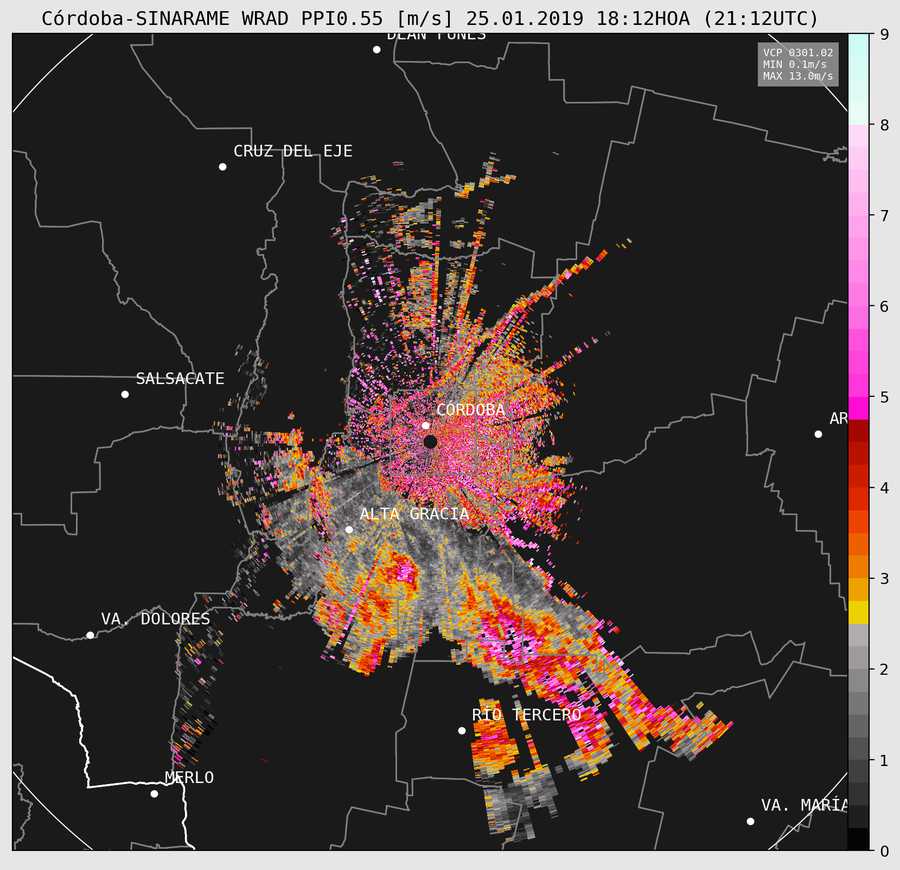 Córdoba-SINARAME WRAD PPI0.55 [m/s] 25.01.2019 18:12HOA (21:12UTC)
DEAN FUNES
VCP 0301.02
MIN 0.1m/s
MAX 13.0m/s
CRUZ DEL EJE
SALSACATE
CÓRDOBA
AR
ALTA GRACIA
VA. DOLORES
RÍO TERCERO
MERLO
VA. MARÍA
9
8
7
6
5
4
3
2
1
0